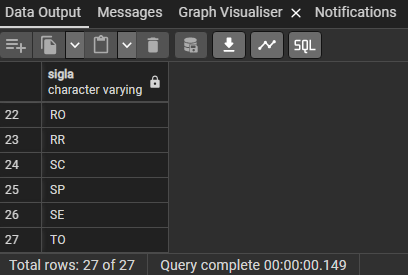 Data Output Messages Graph Visualiser Notifications
SQL
sigla
character varying
22 RO
23 RR
24 SC
25 SP
26 SE
27 TO
Total rows: 27 of 27 Query complete 00:00:00.149